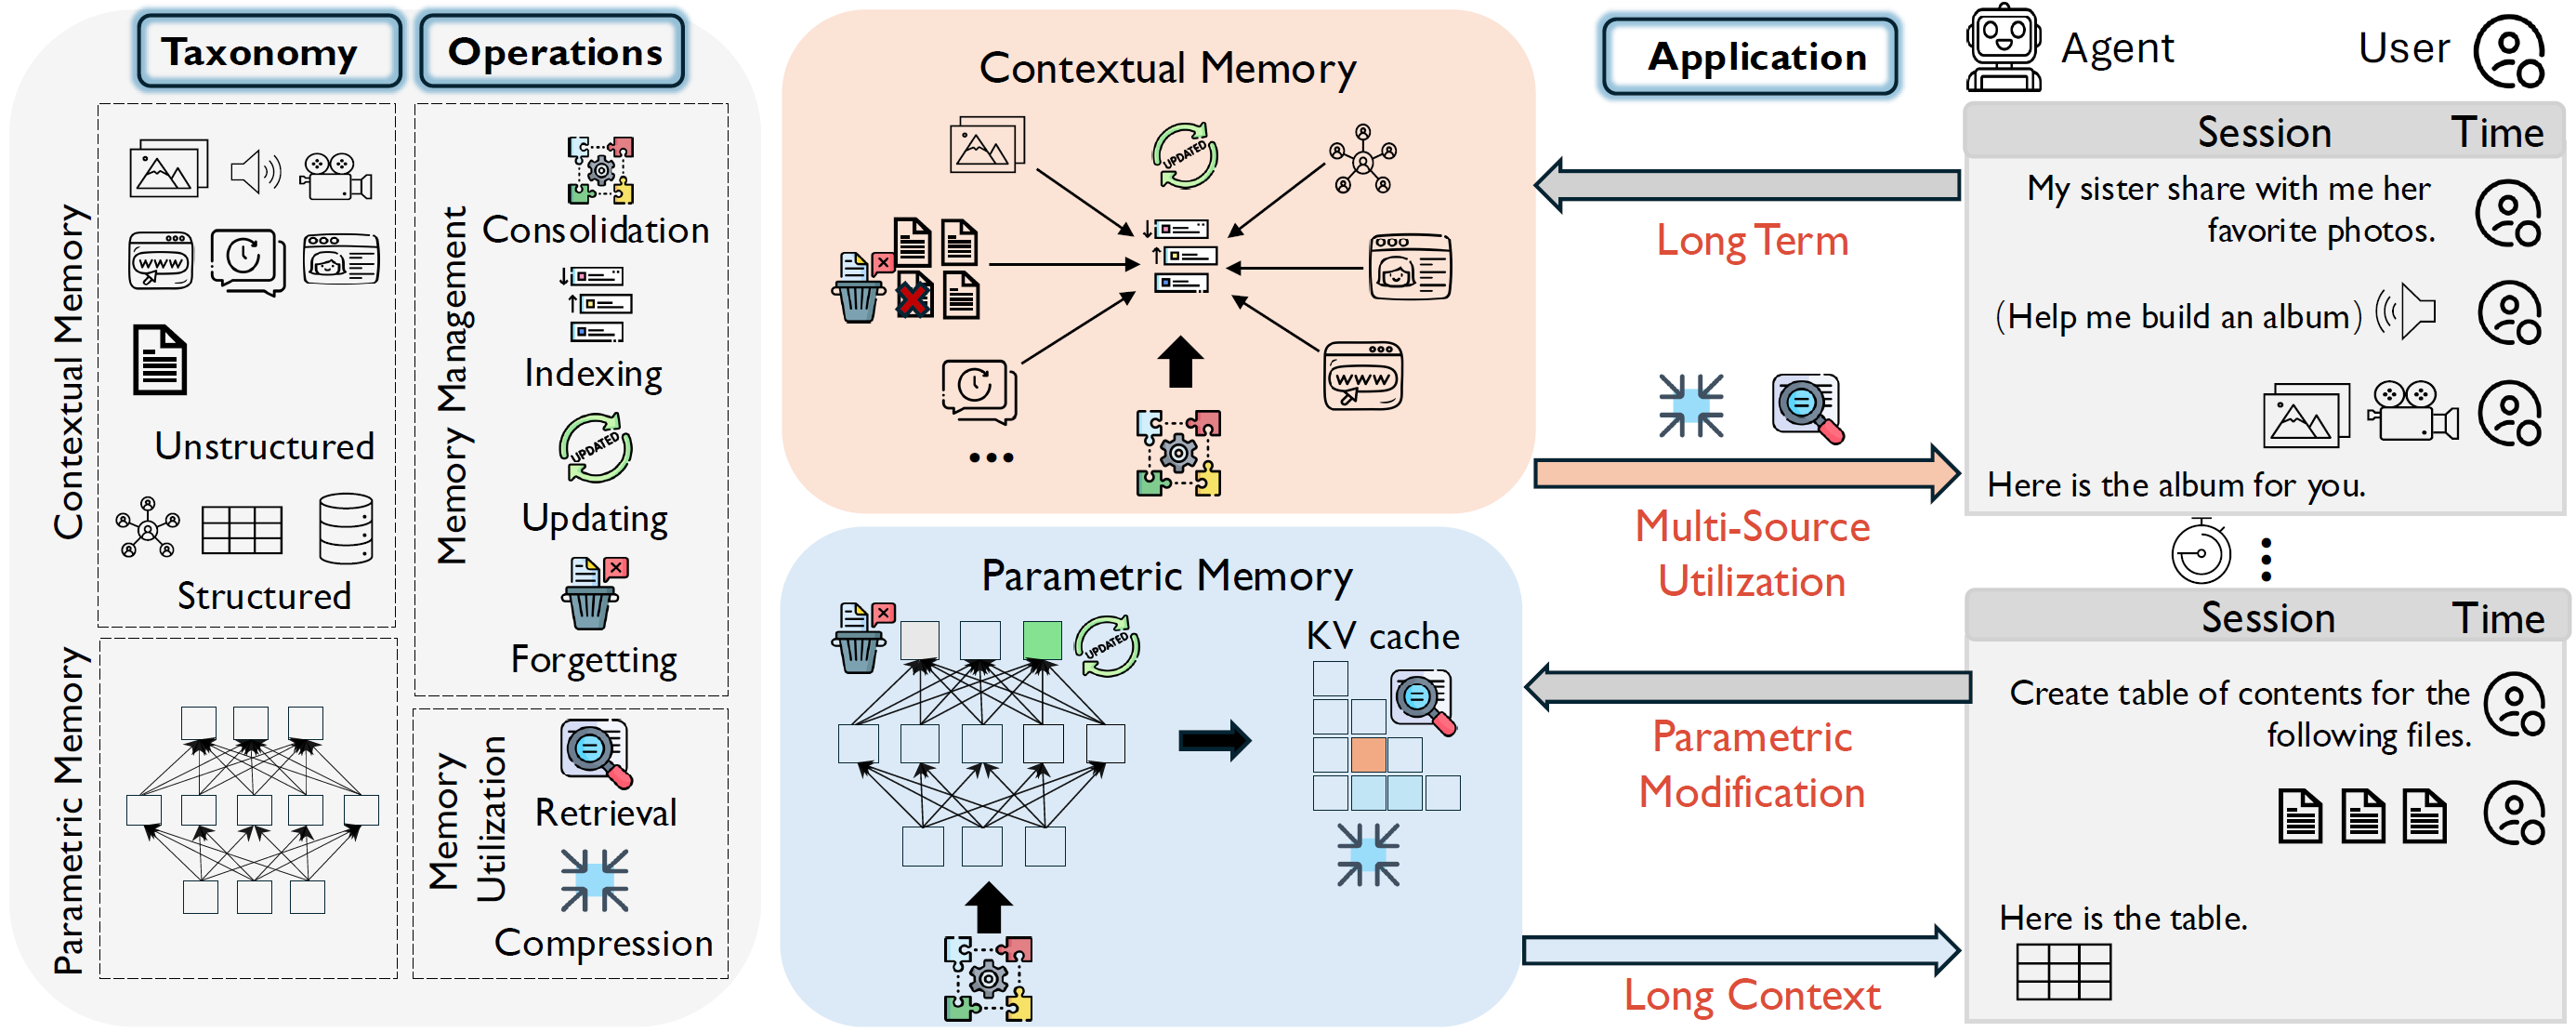 Taxonomy
Operations
Contextual Memory
WWW
Unstructured
Structured
Parametric Memory
Memory Management
Consolidation
Indexing
UPDATED
Updating
Forgetting
Memory
Utilization
Retrieval
Compression
Contextual Memory
UPDATED
WWW
...
Parametric Memory
UPDATED
KV cache
Application
Long Term
Multi-Source
Utilization
Parametric
Modification
Long Context
Agent
User
Session
Time
My sister share with me her
favorite photos.
(Help me build an album)
Here is the album for you.
Session
Time
Create table of contents for the
following files.
Here is the table.